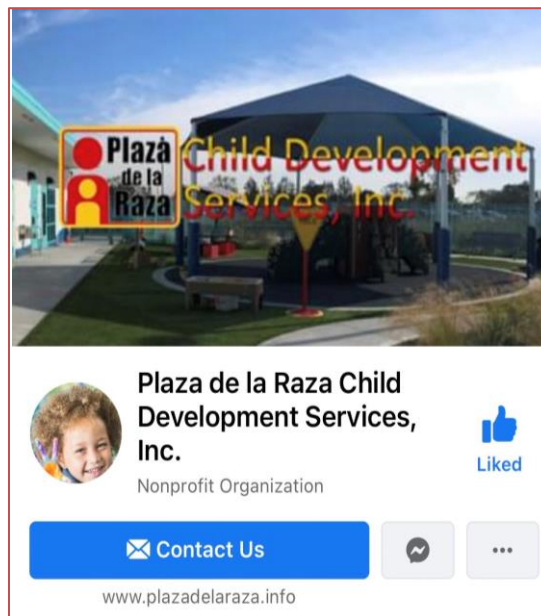 Plaza
de la
Raza
Child Development
Services, Inc.
Plaza de la Raza Child
Development Services,
Inc.
Nonprofit Organization
Liked
Contact Us
www.plazadelaraza.info